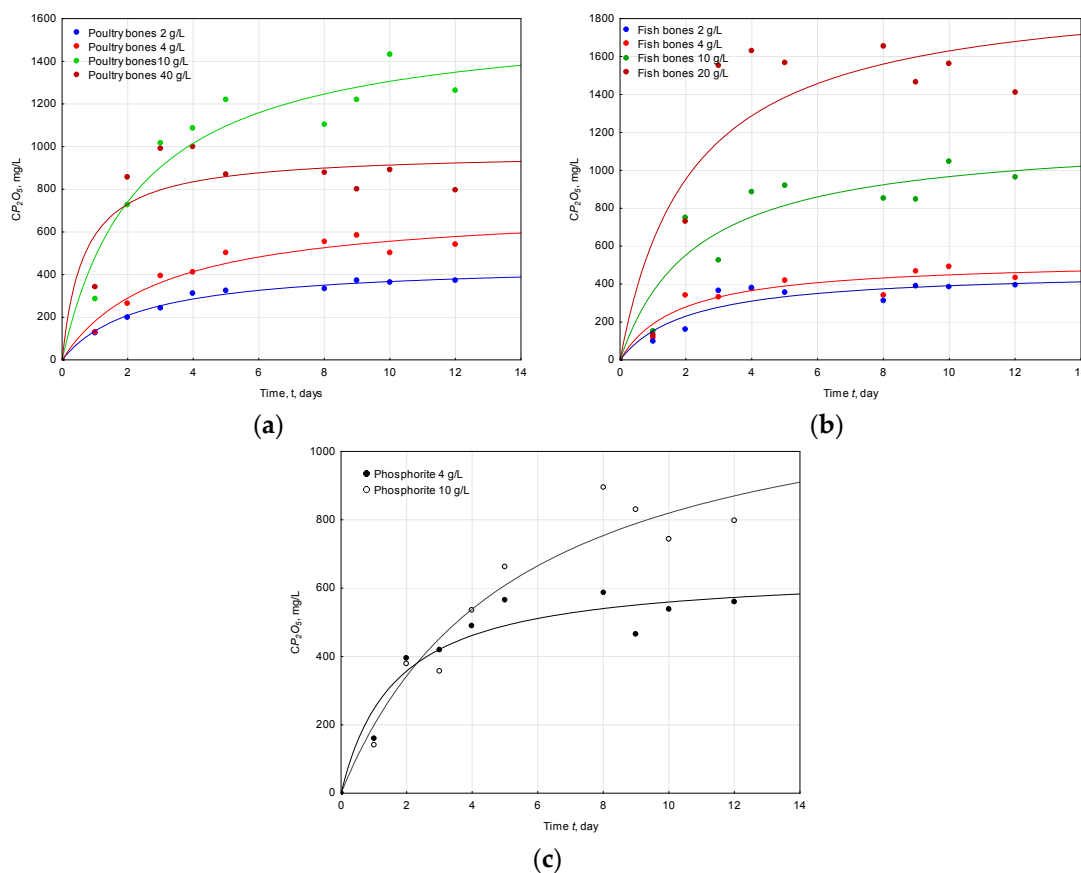 1600
1400
1200
1000
800
600
400
200
0
CP₂O₅, mg/L
Poultry bones 2 g/L
Poultry bones 4 g/L
Poultry bones 10 g/L
Poultry bones 40 g/L
0 2 4 6 8 10 12 14
Time, t, days
(a)
1800
1600
1400
1200
1000
800
600
400
200
0
CP₂O₅, mg/L
Fish bones 2 g/L
Fish bones 4 g/L
Fish bones 10 g/L
Fish bones 20 g/L
0 2 4 6 8 10 12 14
Time t, day
(b)
1000
800
600
400
200
0
CP₂O₅, mg/L
Phosphorite 4 g/L
Phosphorite 10 g/L
0 2 4 6 8 10 12 14
Time t, day
(c)